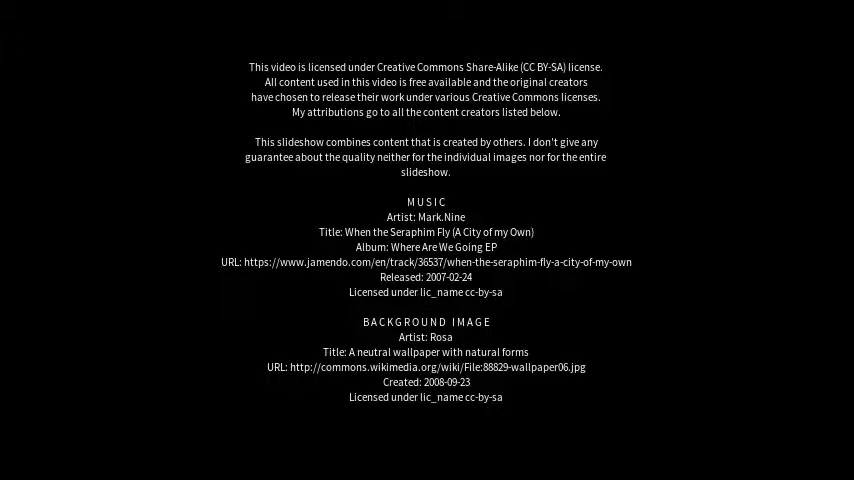 This video is licensed under Creative Commons Share-Alike (CC BY-SA) license.
All content used in this video is free available and the original creators
have chosen to release their work under various Creative Commons licenses.
My attributions go to all the content creators listed below.
This slideshow combines content that is created by others. I don't give any
guarantee about the quality neither for the individual images nor for the entire
slideshow.
MUSIC
Artist: Mark.Nine
Title: When the Seraphim Fly (A City of my Own)
Album: Where Are We Going EP
URL: https://www.jamendo.com/en/track/36537/when-the-seraphim-fly-a-city-of-my-own
Released: 2007-02-24
Licensed under lic_name cc-by-sa
BACKGROUND IMAGE
Artist: Rosa
Title: A neutral wallpaper with natural forms
URL: http://commons.wikimedia.org/wiki/File:88829-wallpaper06.jpg
Created: 2008-09-23
Licensed under lic_name cc-by-sa